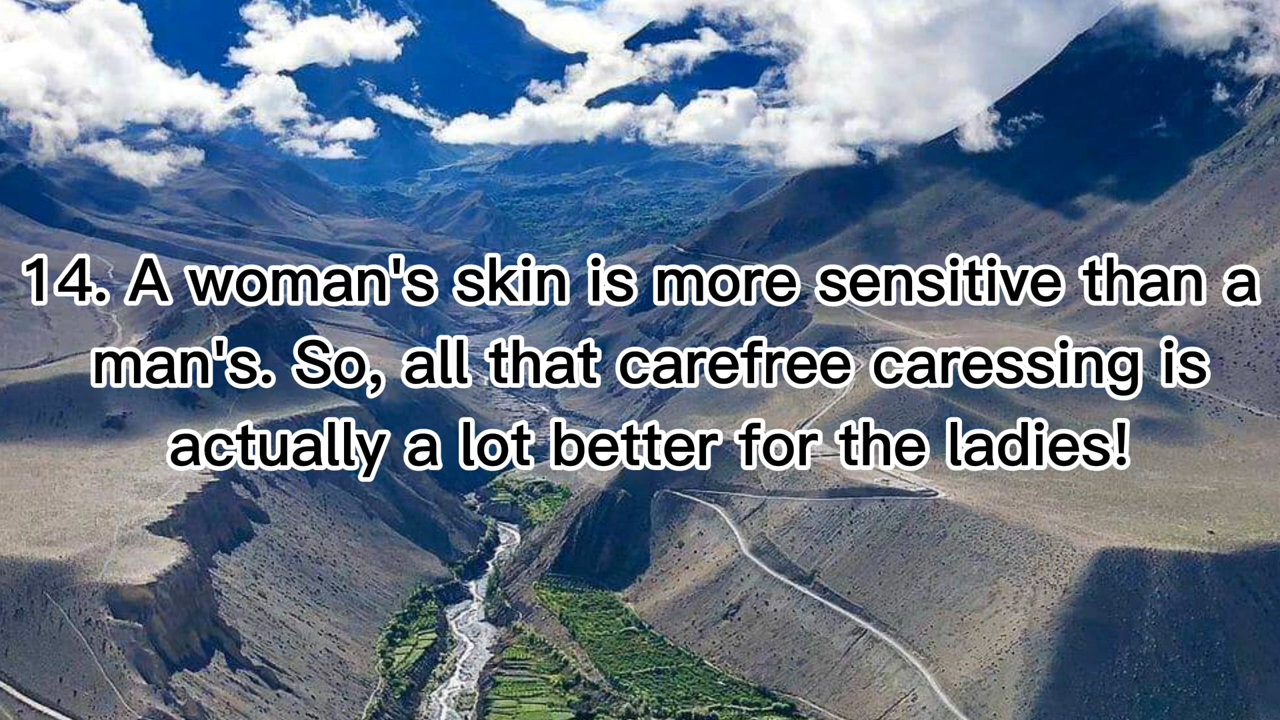 14. A woman's skin is more sensitive than a
man's. So, all that carefree caressing is
actually a lot better for the ladies!